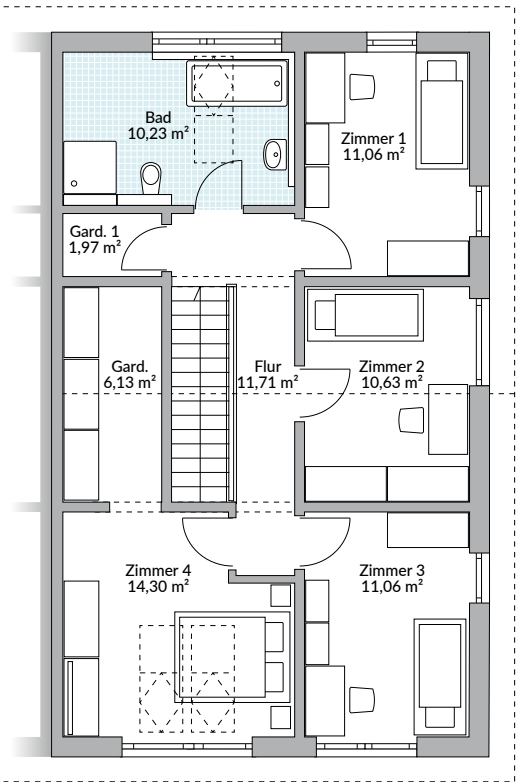 Bad
10,23 m²
Zimmer 1
11,06 m²
Gard. 1
1,97 m²
Gard.
6,13 m²
Flur
11,71 m²
Zimmer 2
10,63 m²
Zimmer 4
14,30 m²
Zimmer 3
11,06 m²